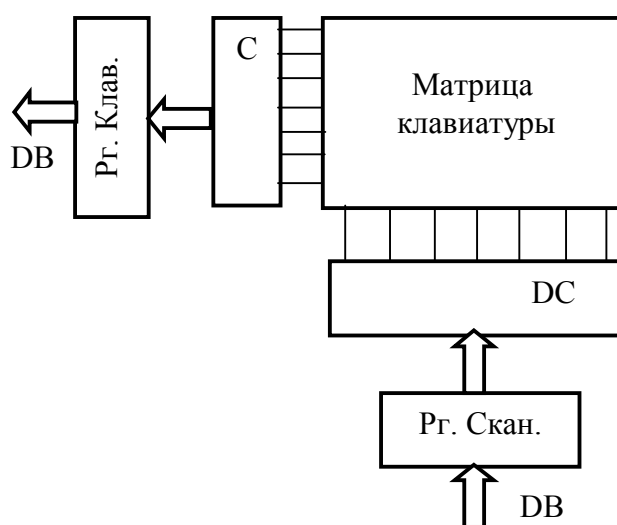 C
Матрица
клавиатуры
Рг. Клав.
DB
DC
Рг. Скан.
DB